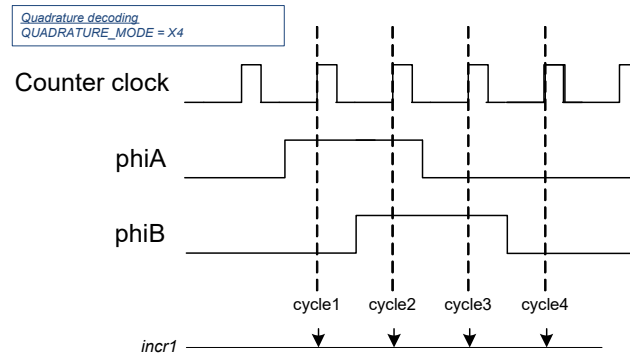 Quadrature decoding
QUADRATURE_MODE = X4
Counter clock
phiA
phiB
cycle1 cycle2 cycle3 cycle4
incr1